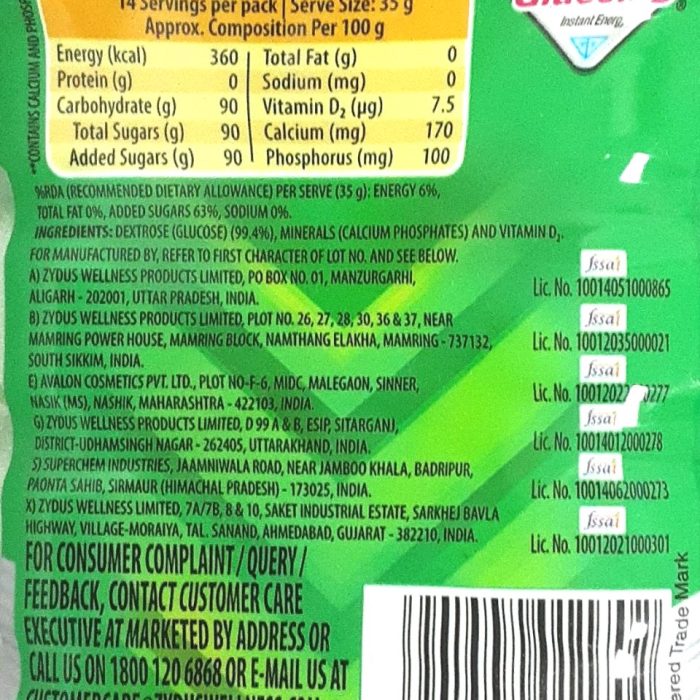 14 Servings per pack | Serve Size: 35 g
Approx. Composition Per 100 g
Energy (kcal) 360 Total Fat (g) 0
Protein (g) 0 Sodium (mg) 0
Carbohydrate (g) 90 Vitamin D2 (µg) 7.5
Total Sugars (g) 90 Calcium (mg) 170
Added Sugars (g) 90 Phosphorus (mg) 100
**CONTAINS CALCIUM AND
Instant Energy
%RDA (RECOMMENDED DIETARY ALLOWANCE) PER SERVE (35 g): ENERGY 6%,
TOTAL FAT 0%, ADDED SUGARS 63%, SODIUM 0%.
INGREDIENTS: DEXTROSE (GLUCOSE) (99.4%), MINERALS (CALCIUM PHOSPHATES) AND VITAMIN D2.
FOR MANUFACTURED BY, REFER TO FIRST CHARACTER OF LOT NO. AND SEE BELOW.
A) ZYDUS WELLNESS PRODUCTS LIMITED, PO BOX NO. 01, MANZURGARHI,
ALIGARH - 202001, UTTAR PRADESH, INDIA.
fssai
Lic. No. 10014051000865
B) ZYDUS WELLNESS PRODUCTS LIMITED, PLOT NO. 26, 27, 28, 30, 36 & 37, NEAR
MAMRING POWER HOUSE, MAMRING BLOCK, NAMTHANG ELAKHA, MAMRING - 737132,
SOUTH SIKKIM, INDIA.
fssai
Lic. No. 10012035000021
E) AVALON COSMETICS PVT. LTD., PLOT NO-F-6, MIDC, MALEGAON, SINNER,
NASIK (MS), NASHIK, MAHARASHTRA - 422103, INDIA.
fssai
Lic. No.
G) ZYDUS WELLNESS PRODUCTS LIMITED, D 99 A & B, ESIP, SITARGANJ,
DISTRICT-UDHAMSINGH NAGAR - 262405, UTTARAKHAND, INDIA.
fssai
Lic. No. 10014012000278
S) SUPERCHEM INDUSTRIES, JAAMNIWALA ROAD, NEAR JAMBOO KHALA, BADRIPUR,
PAONTA SAHIB, SIRMAUR (HIMACHAL PRADESH) - 173025, INDIA.
fssai
Lic. No. 10014062000273
X) ZYDUS WELLNESS LIMITED, 7A/7B, 8 & 10, SAKET INDUSTRIAL ESTATE, SARKHEJ BAVLA
HIGHWAY, VILLAGE-MORAIYA, TAL. SANAND, AHMEDABAD, GUJARAT - 382210, INDIA.
fssai
Lic. No. 10012021000301
FOR CONSUMER COMPLAINT / QUERY /
FEEDBACK, CONTACT CUSTOMER CARE
EXECUTIVE AT MARKETED BY ADDRESS OR
CALL US ON 1800 120 6868 OR E-MAIL US AT
ered Trade Mark